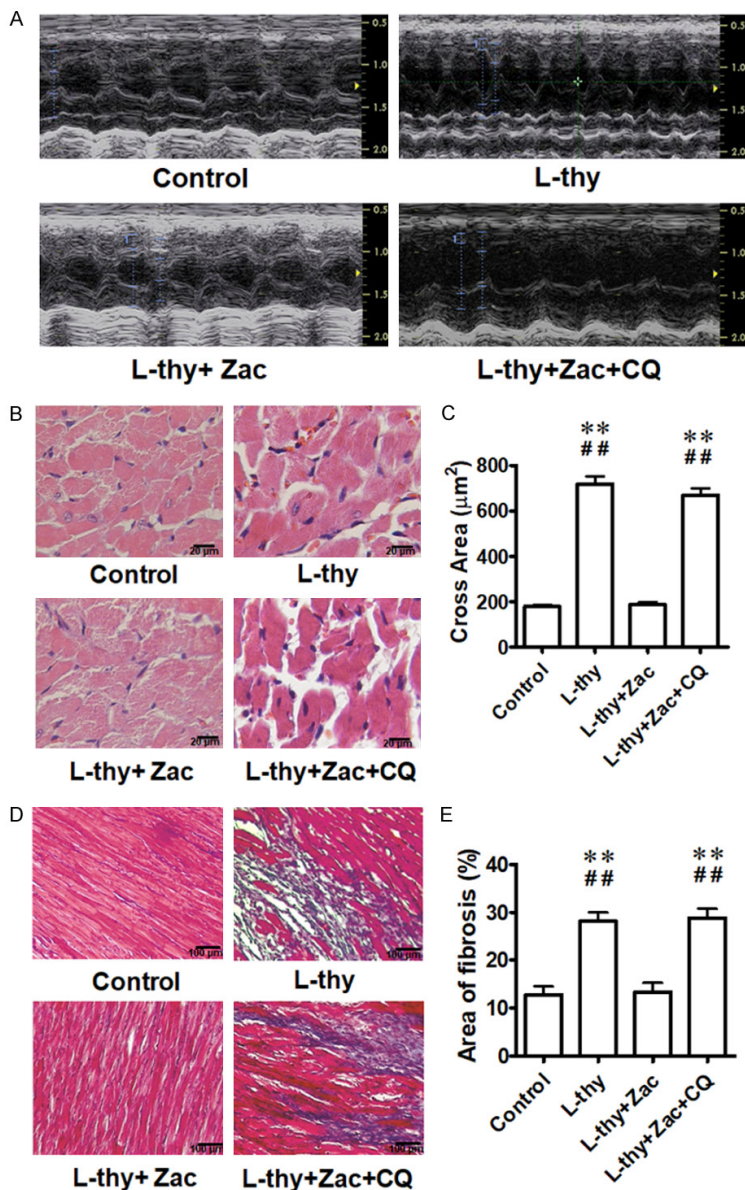 A
0.5
1.0
1.5
2.0
Control
0.5
1.0
1.5
2.0
L-thy
0.5
1.0
1.5
2.0
L-thy+ Zac
0.5
1.0
1.5
2.0
L-thy+Zac+CQ
B
20 μm
Control
20 μm
L-thy
20 μm
L-thy+ Zac
20 μm
L-thy+Zac+CQ
C
Cross Area (μm²)
800
600
400
200
0
**
##
**
##
Control
L-thy
L-thy+Zac
L-thy+Zac+CQ
D
100 μm
Control
100 μm
L-thy
100 μm
L-thy+ Zac
100 μm
L-thy+Zac+CQ
E
Area of fibrosis (%)
40
30
20
10
0
**
##
**
##
Control
L-thy
L-thy+Zac
L-thy+Zac+CQ